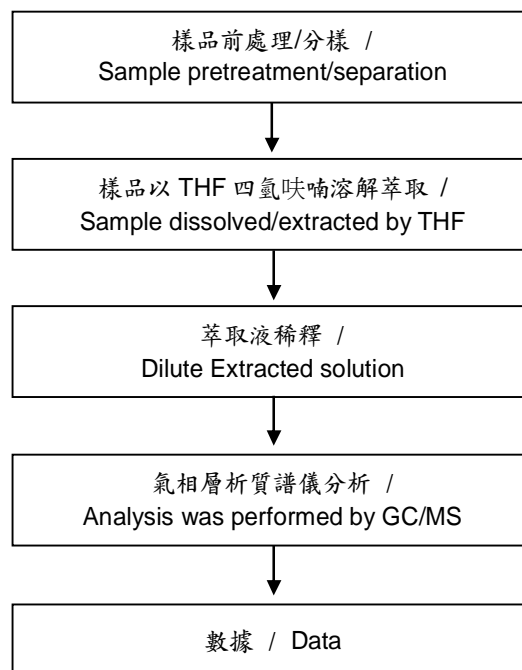 樣品前處理/分樣 /
Sample pretreatment/separation
樣品以 THF 四氫呋喃溶解萃取 /
Sample dissolved/extracted by THF
萃取液稀釋 /
Dilute Extracted solution
氣相層析質譜儀分析 /
Analysis was performed by GC/MS
數據 / Data